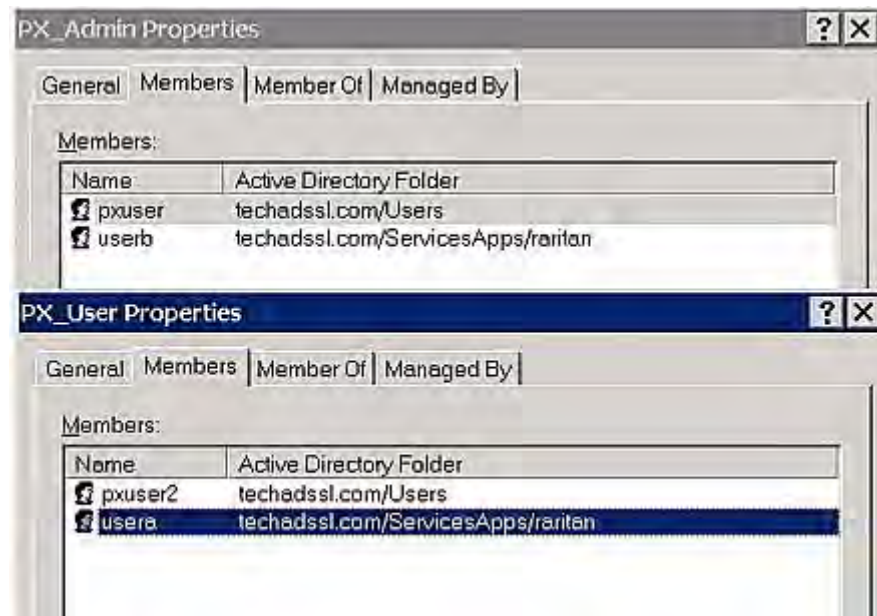 PX_Admin Properties
General Members Member Of Managed By
Members:
Name Active Directory Folder
pxuser techadssl.com/Users
userb techadssl.com/ServicesApps/raritan
PX_User Properties
General Members Member Of Managed By
Members:
Name Active Directory Folder
pxuser2 techadssl.com/Users
usera techadssl.com/ServicesApps/raritan